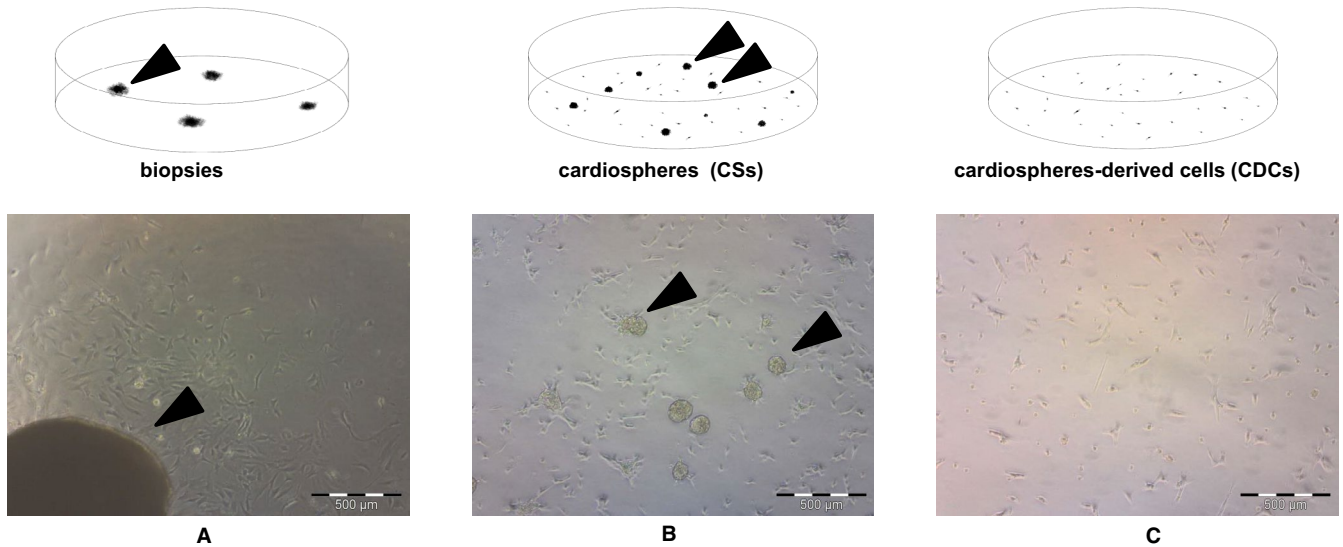 biopsies
cardiospheres (CSs)
cardiospheres-derived cells (CDCs)
500 µm
500 µm
500 µm
A
B
C